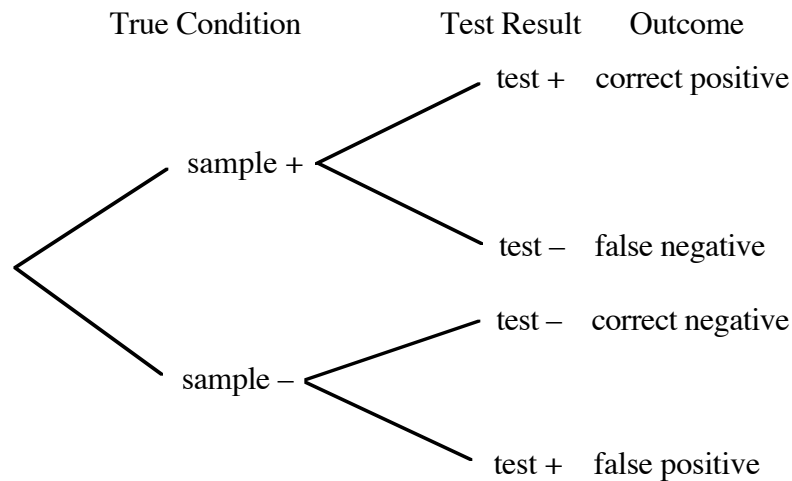 True Condition Test Result Outcome
test + correct positive
sample +
test – false negative
test – correct negative
sample –
test + false positive